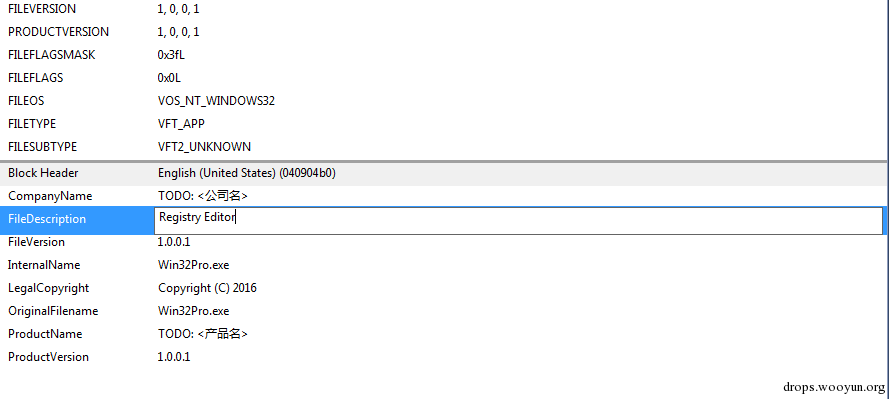 FILEVERSION 1, 0, 0, 1
PRODUCTVERSION 1, 0, 0, 1
FILEFLAGSMASK 0x3fL
FILEFLAGS 0x0L
FILEOS VOS_NT_WINDOWS32
FILETYPE VFT_APP
FILESUBTYPE VFT2_UNKNOWN
Block Header English (United States) (040904b0)
CompanyName TODO: <公司名>
FileDescription Registry Editor
FileVersion 1.0.0.1
InternalName Win32Pro.exe
LegalCopyright Copyright (C) 2016
OriginalFilename Win32Pro.exe
ProductName TODO: <产品名>
ProductVersion 1.0.0.1
drops.wooyun.org